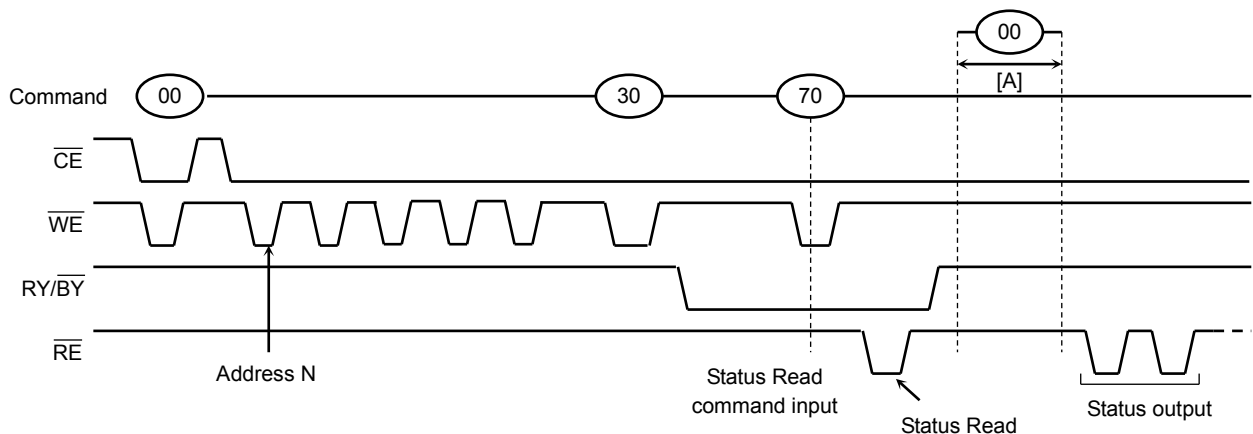 00
[A]
Command 00 30 70
CE
WE
RY/BY
RE
Address N
Status Read
command input
Status Read
Status output